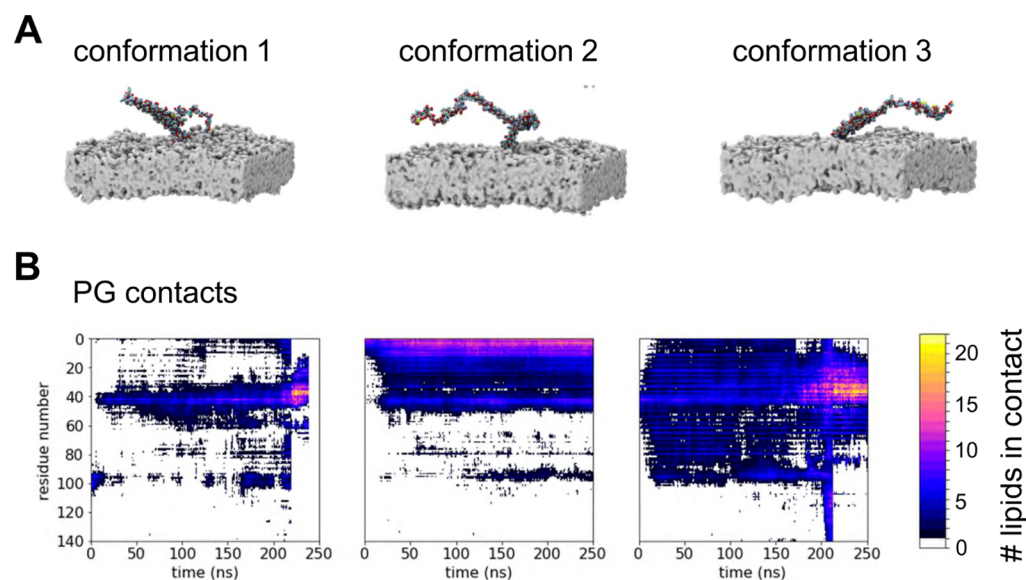 A
conformation 1
conformation 2
conformation 3
B
PG contacts
residue number
0
20
40
60
80
100
120
140
0 50 100 150 200 250
time (ns)
0 50 100 150 200 250
time (ns)
0 50 100 150 200 250
time (ns)
20
15
10
5
0
# lipids in contact